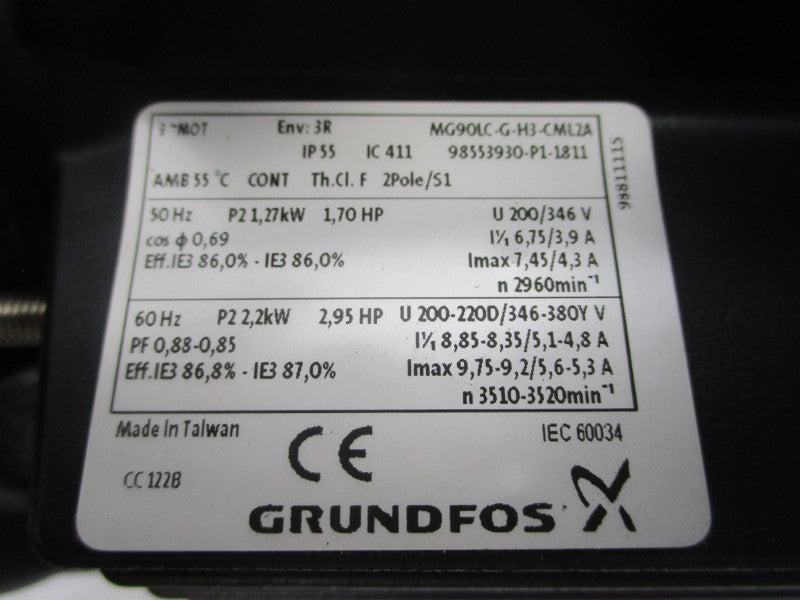 3~MOT Env: 3R MG90LC-G-H3-CML2A
IP 55 IC 411 98553930-P1-1811
AMB 55 °C CONT Th.Cl. F 2Pole/S1
98811115
50 Hz P2 1,27kW 1,70 HP U 200/346 V
cos ϕ 0,69 I¹/₁ 6,75/3,9 A
Eff.IE3 86,0% - IE3 86,0% Imax 7,45/4,3 A
n 2960min⁻¹
60 Hz P2 2,2kW 2,95 HP U 200-220D/346-380Y V
PF 0,88-0,85 I¹/₁ 8,85-8,35/5,1-4,8 A
Eff.IE3 86,8% - IE3 87,0% Imax 9,75-9,2/5,6-5,3 A
n 3510-3520min⁻¹
Made In Taiwan CE IEC 60034
CC 122B
GRUNDFOS